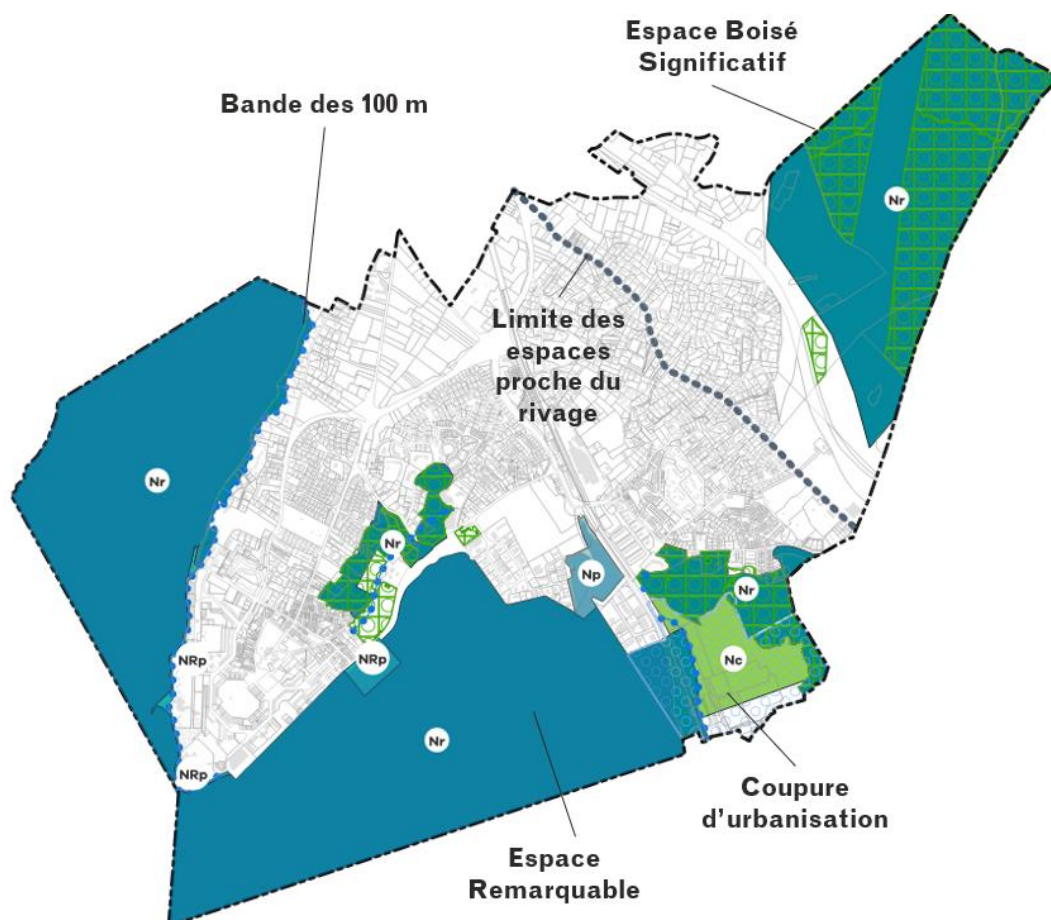 Espace Boisé
Significatif
Bande des 100 m
Nr
Limite des
espaces
proche du
rivage
Nr
Nr
Np
Nr
NRp
NRp
Nc
Nr
NRp
Coupure
d'urbanisation
Espace
Remarquable